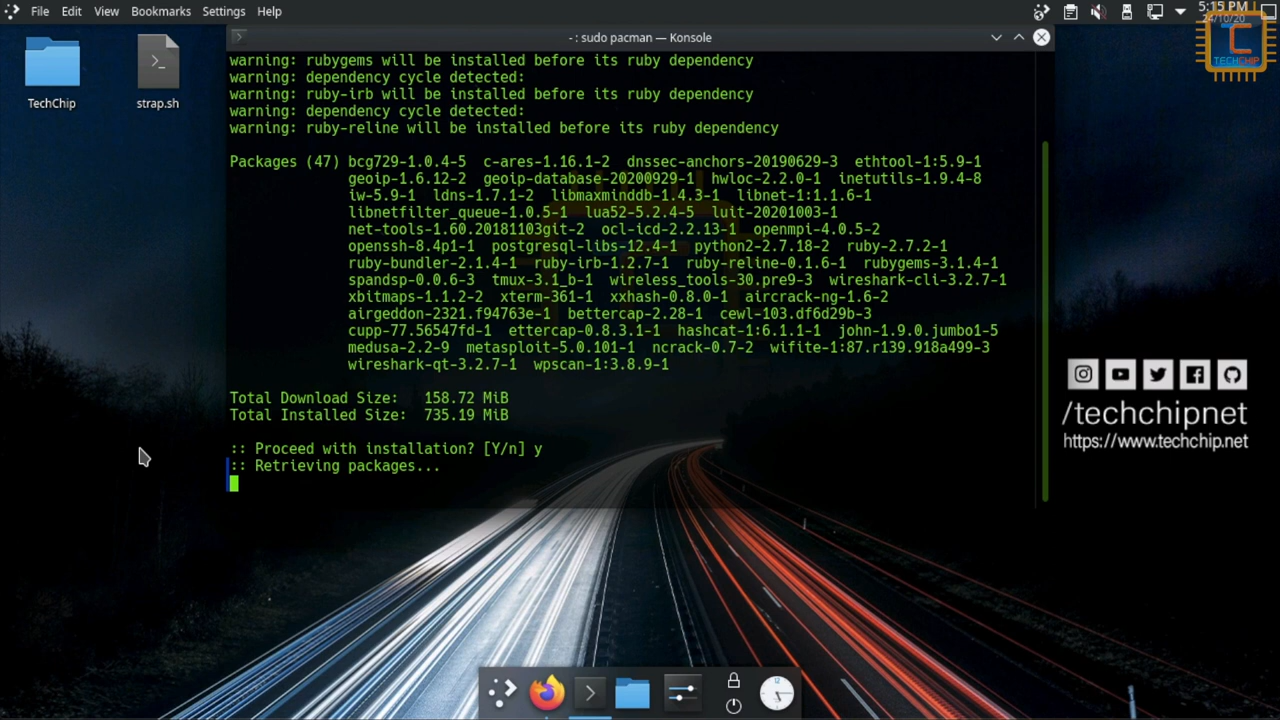 File Edit View Bookmarks Settings Help
5:15 PM
24/10/20
TECHCHIP
- : sudo pacman — Konsole
TechChip
strap.sh
warning: rubygems will be installed before its ruby dependency
warning: dependency cycle detected:
warning: ruby-irb will be installed before its ruby dependency
warning: dependency cycle detected:
warning: ruby-reline will be installed before its ruby dependency
Packages (47) bcg729-1.0.4-5 c-ares-1.16.1-2 dnssec-anchors-20190629-3 ethtool-1:5.9-1
geoip-1.6.12-2 geoip-database-20200929-1 hwloc-2.2.0-1 inetutils-1.9.4-8
iw-5.9-1 ldns-1.7.1-2 libmaxminddb-1.4.3-1 libnet-1:1.1.6-1
libnetfilter_queue-1.0.5-1 lua52-5.2.4-5 luit-20201003-1
net-tools-1.60.20181103git-2 ocl-icd-2.2.13-1 openmpi-4.0.5-2
openssh-8.4p1-1 postgresql-libs-12.4-1 python2-2.7.18-2 ruby-2.7.2-1
ruby-bundler-2.1.4-1 ruby-irb-1.2.7-1 ruby-reline-0.1.6-1 rubygems-3.1.4-1
spandsp-0.0.6-3 tmux-3.1_b-1 wireless_tools-30.pre9-3 wireshark-cli-3.2.7-1
xbitmaps-1.1.2-2 xterm-361-1 xxhash-0.8.0-1 aircrack-ng-1.6-2
airgeddon-2321.f94763e-1 bettercap-2.28-1 cewl-103.df6d29b-3
cupp-77.56547fd-1 ettercap-0.8.3.1-1 hashcat-1:6.1.1-1 john-1.9.0.jumbo1-5
medusa-2.2-9 metasploit-5.0.101-1 ncrack-0.7-2 wifite-1:87.r139.918a499-3
wireshark-qt-3.2.7-1 wpscan-1:3.8.9-1
Total Download Size: 158.72 MiB
Total Installed Size: 735.19 MiB
:: Proceed with installation? [Y/n] y
:: Retrieving packages...
/techchipnet
https://www.techchip.net